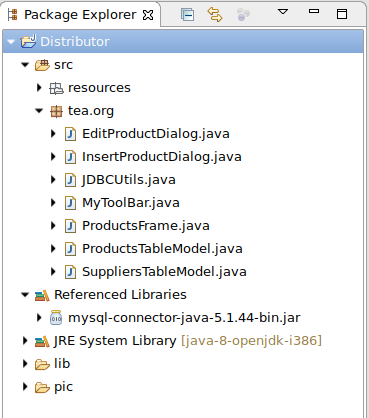 Package Explorer
Distributor
src
resources
tea.org
EditProductDialog.java
InsertProductDialog.java
JDBCUtils.java
MyToolBar.java
ProductsFrame.java
ProductsTableModel.java
SuppliersTableModel.java
Referenced Libraries
mysql-connector-java-5.1.44-bin.jar
JRE System Library [java-8-openjdk-i386]
lib
pic